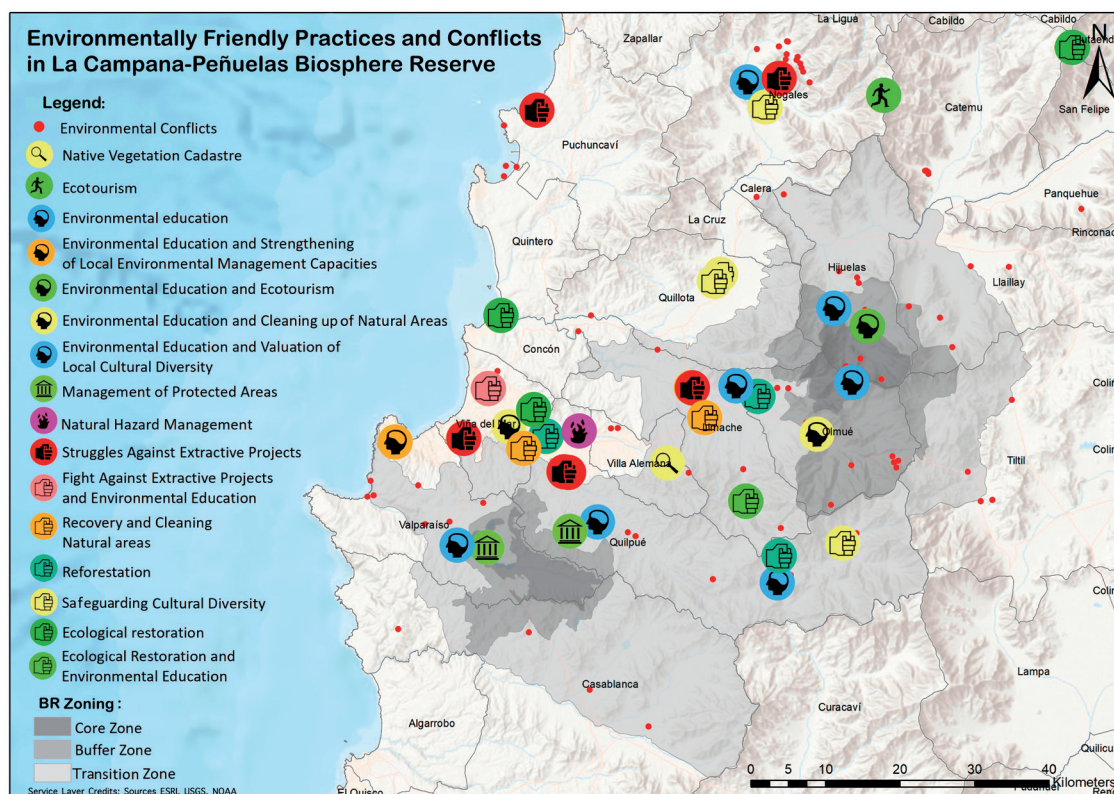 Environmentally Friendly Practices and Conflicts
in La Campana-Peñuelas Biosphere Reserve
Legend:
Environmental Conflicts
Native Vegetation Cadastre
Ecotourism
Environmental education
Environmental Education and Strengthening
of Local Environmental Management Capacities
Environmental Education and Ecotourism
Environmental Education and Cleaning up of Natural Areas
Environmental Education and Valuation of
Local Cultural Diversity
Management of Protected Areas
Natural Hazard Management
Struggles Against Extractive Projects
Fight Against Extractive Projects
and Environmental Education
Recovery and Cleaning
Natural areas
Reforestation
Safeguarding Cultural Diversity
Ecological restoration
Ecological Restoration and
Environmental Education
BR Zoning :
Core Zone
Buffer Zone
Transition Zone
Service Layer Credits: Sources ESRI, USGS, NOAA
La Ligua
Cabildo
Cabildo
Zapallar
N
Nogales
Catemu
San Felipe
Puchuncaví
Panquehue
Calera
La Cruz
Rinconac
Quintero
Hijuelas
Llaillay
Quillota
Concón
Colin
Viña del Mar
Limache
Olmué
Colin
Tiltil
Villa Alemana
Valparaíso
Quilpué
Colin
Lampa
Casablanca
Curacaví
Algarrobo
Quilicur
El Quisco
0 5 10 20 30 40
Kilometers